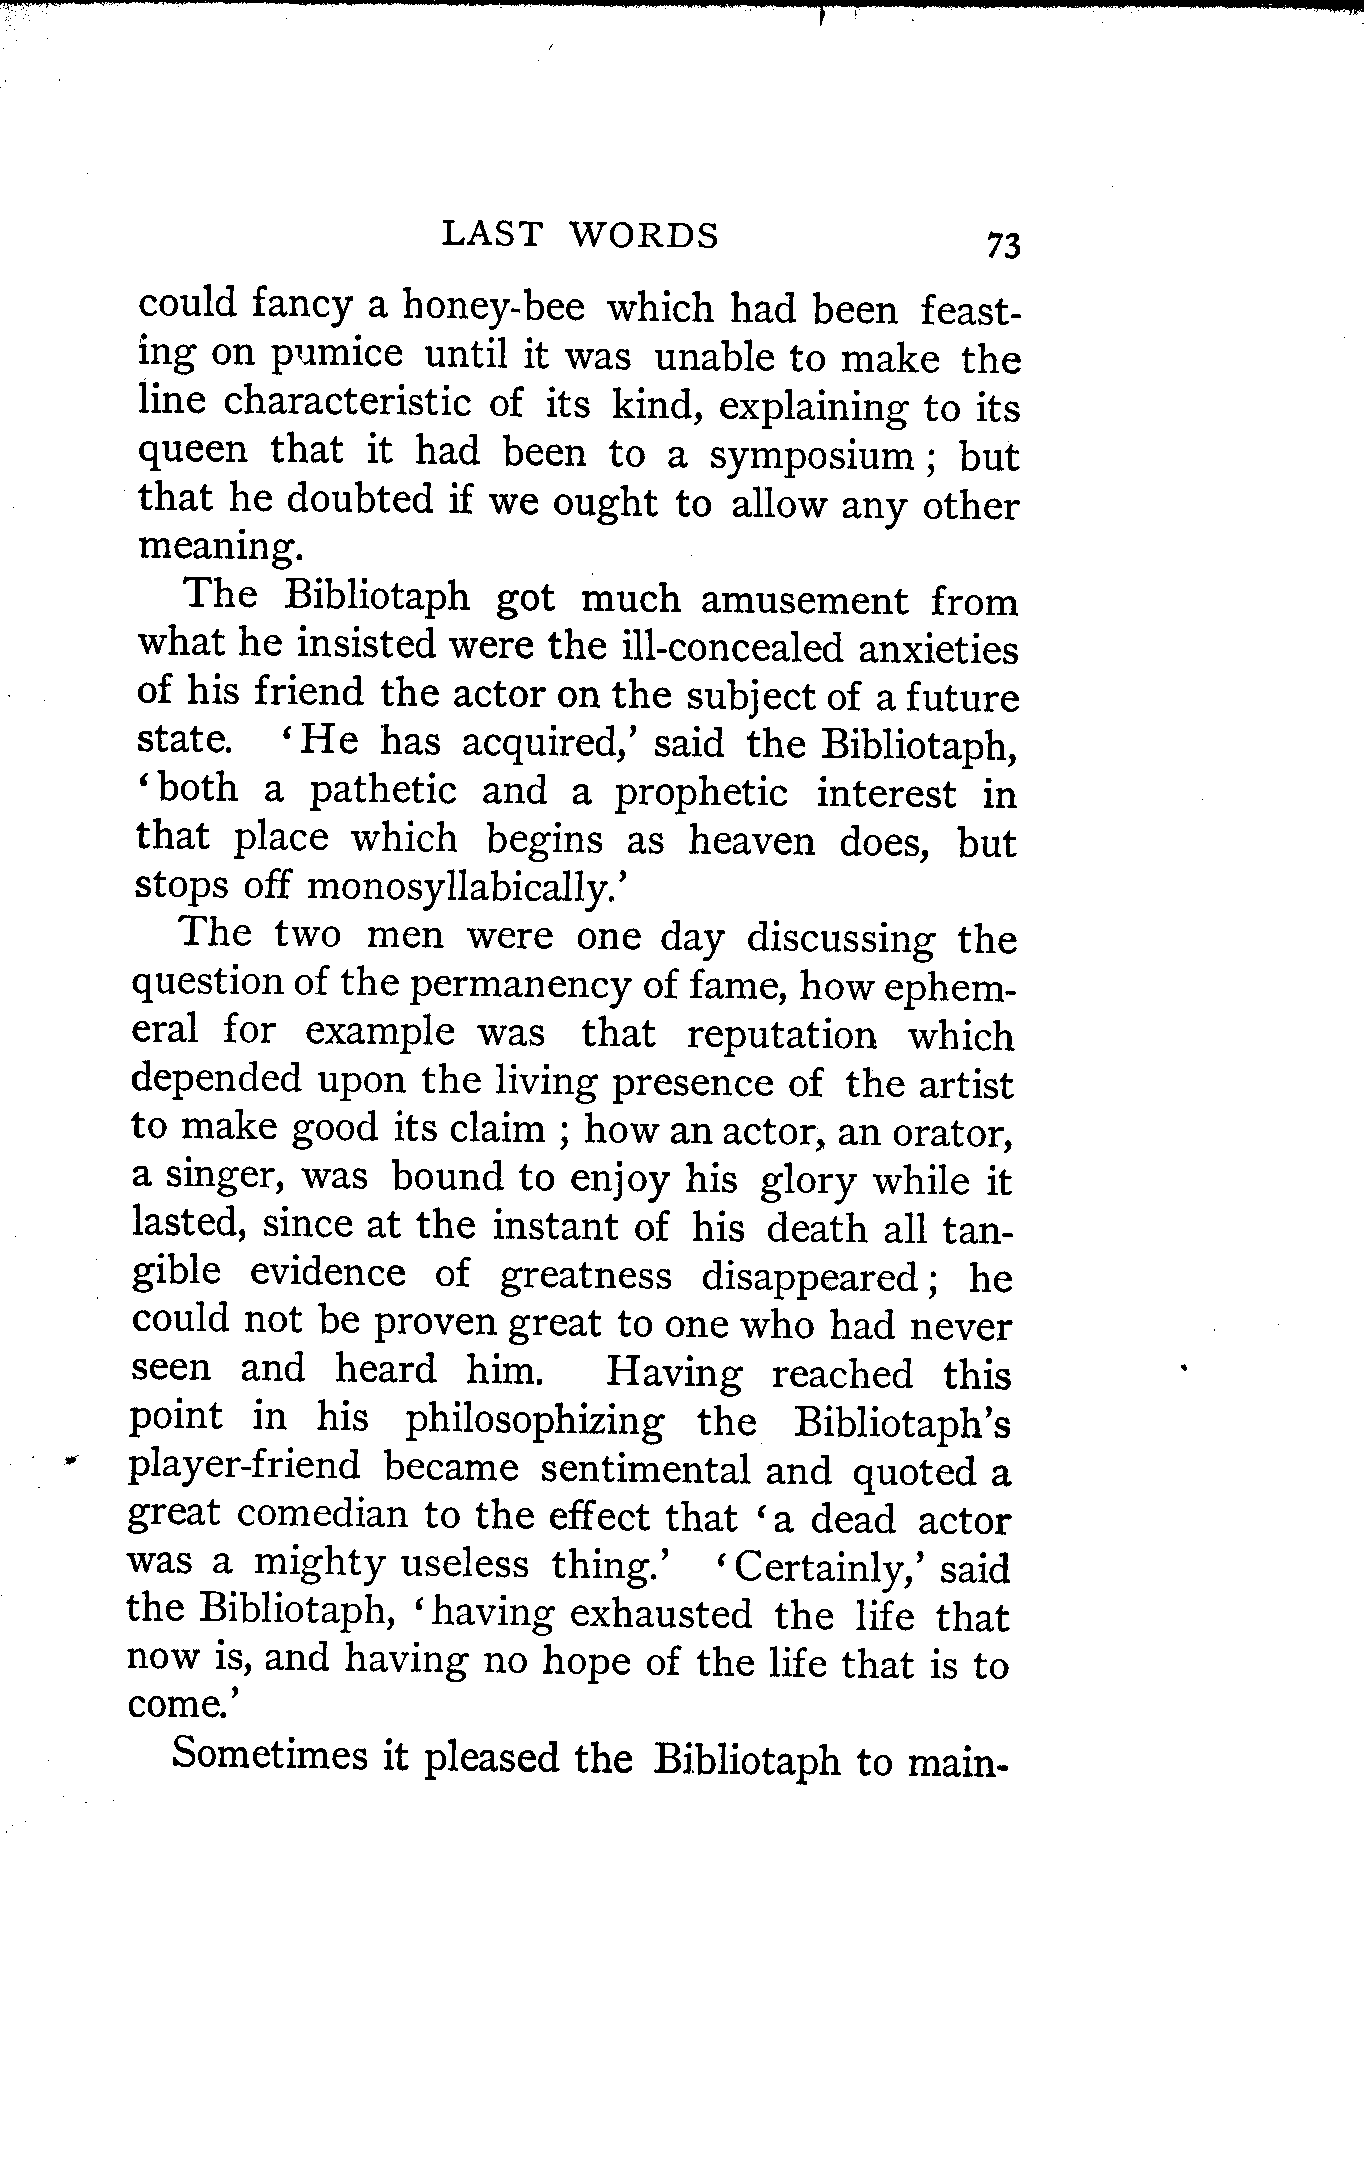 LAST WORDS 73
could fancy a honey-bee which had been feast-
ing on pumice until it was unable to make the
line characteristic of its kind, explaining to its
queen that it had been to a symposium ; but
that he doubted if we ought to allow any other
meaning.
The Bibliotaph got much amusement from
what he insisted were the ill-concealed anxieties
of his friend the actor on the subject of a future
state. ‘He has acquired,’ said the Bibliotaph,
‘both a pathetic and a prophetic interest in
that place which begins as heaven does, but
stops off monosyllabically.’
The two men were one day discussing the
question of the permanency of fame, how ephem-
eral for example was that reputation which
depended upon the living presence of the artist
to make good its claim ; how an actor, an orator,
a singer, was bound to enjoy his glory while it
lasted, since at the instant of his death all tan-
gible evidence of greatness disappeared ; he
could not be proven great to one who had never
seen and heard him. Having reached this
point in his philosophizing the Bibliotaph's
player-friend became sentimental and quoted a
great comedian to the effect that ‘a dead actor
was a mighty useless thing.’ ‘Certainly,’ said
the Bibliotaph, ‘having exhausted the life that
now is, and having no hope of the life that is to
come.’
Sometimes it pleased the Bibliotaph to main-